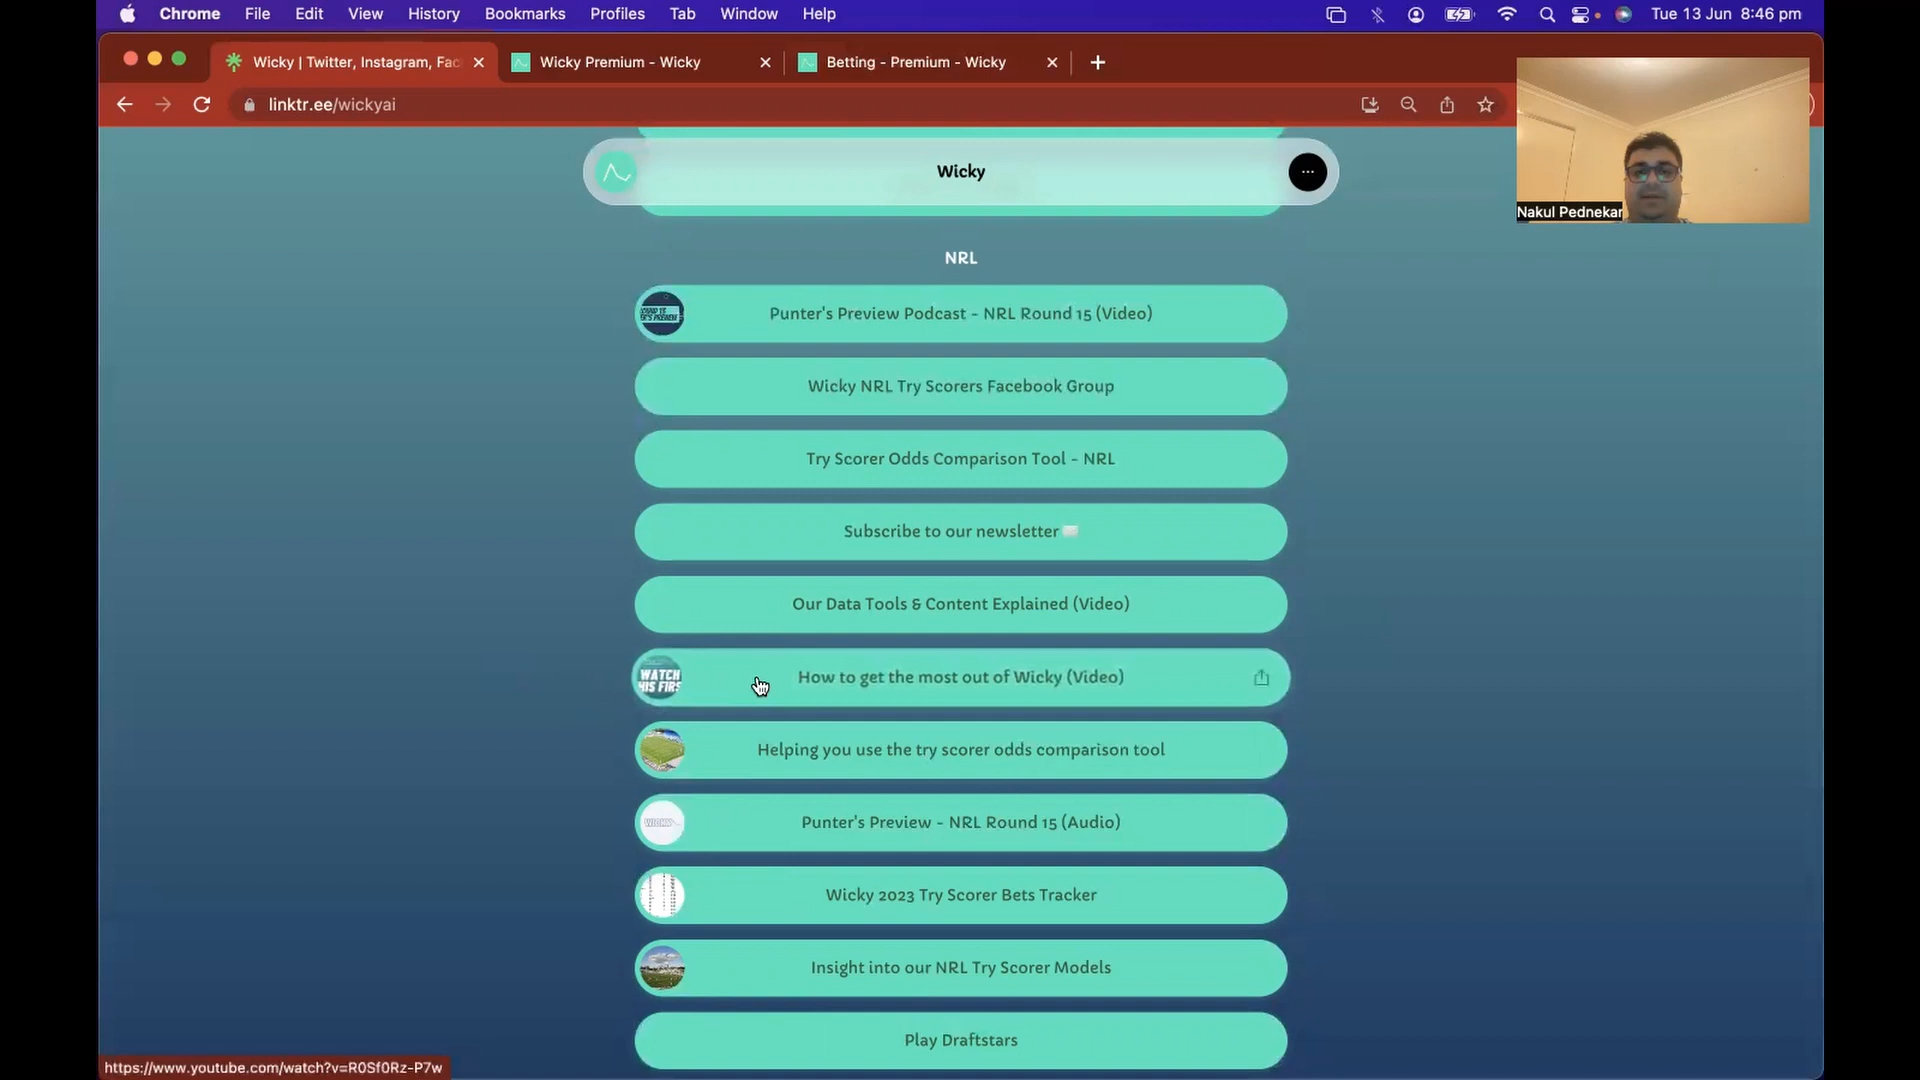 Chrome File Edit View History Bookmarks Profiles Tab Window Help Tue 13 Jun 8:46 pm
Wicky | Twitter, Instagram, Fac Wicky Premium - Wicky Betting - Premium - Wicky
linktr.ee/wickyai
Wicky
Nakul Pednekar
NRL
Punter's Preview Podcast - NRL Round 15 (Video)
Wicky NRL Try Scorers Facebook Group
Try Scorer Odds Comparison Tool - NRL
Subscribe to our newsletter
Our Data Tools & Content Explained (Video)
WATCH
HIS FIRS
How to get the most out of Wicky (Video)
Helping you use the try scorer odds comparison tool
WICKY
Punter's Preview - NRL Round 15 (Audio)
Wicky 2023 Try Scorer Bets Tracker
Insight into our NRL Try Scorer Models
Play Draftstars
https://www.youtube.com/watch?v=R0Sf0Rz-P7w